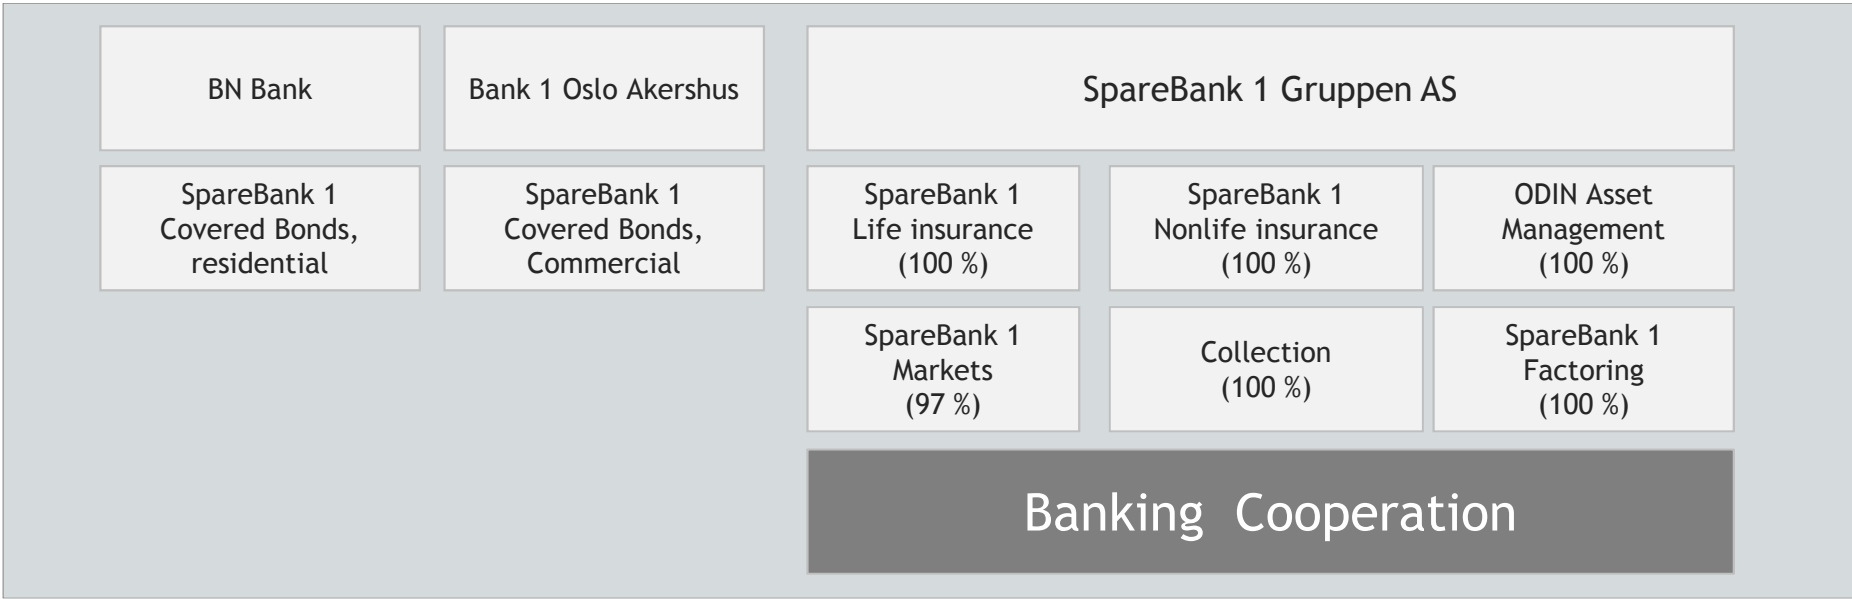 BN Bank
Bank 1 Oslo Akershus
SpareBank 1 Gruppen AS
SpareBank 1
Covered Bonds,
residential
SpareBank 1
Covered Bonds,
Commercial
SpareBank 1
Life insurance
(100 %)
SpareBank 1
Nonlife insurance
(100 %)
ODIN Asset
Management
(100 %)
SpareBank 1
Markets
(97 %)
Collection
(100 %)
SpareBank 1
Factoring
(100 %)
Banking Cooperation